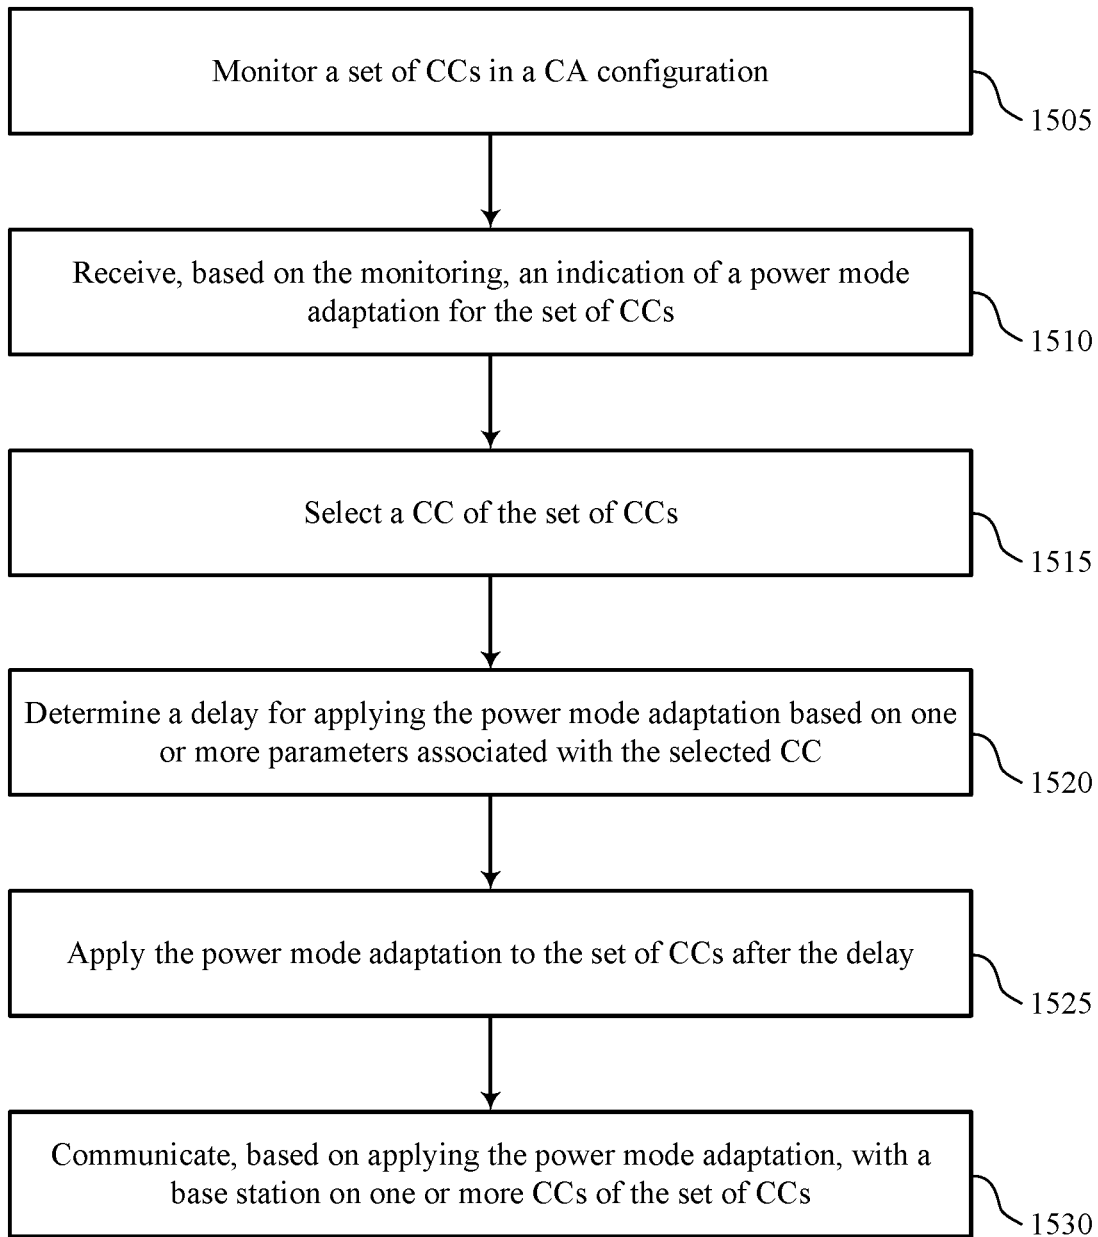 Monitor a set of CCs in a CA configuration
1505
Receive, based on the monitoring, an indication of a power mode
adaptation for the set of CCs
1510
Select a CC of the set of CCs
1515
Determine a delay for applying the power mode adaptation based on one
or more parameters associated with the selected CC
1520
Apply the power mode adaptation to the set of CCs after the delay
1525
Communicate, based on applying the power mode adaptation, with a
base station on one or more CCs of the set of CCs
1530